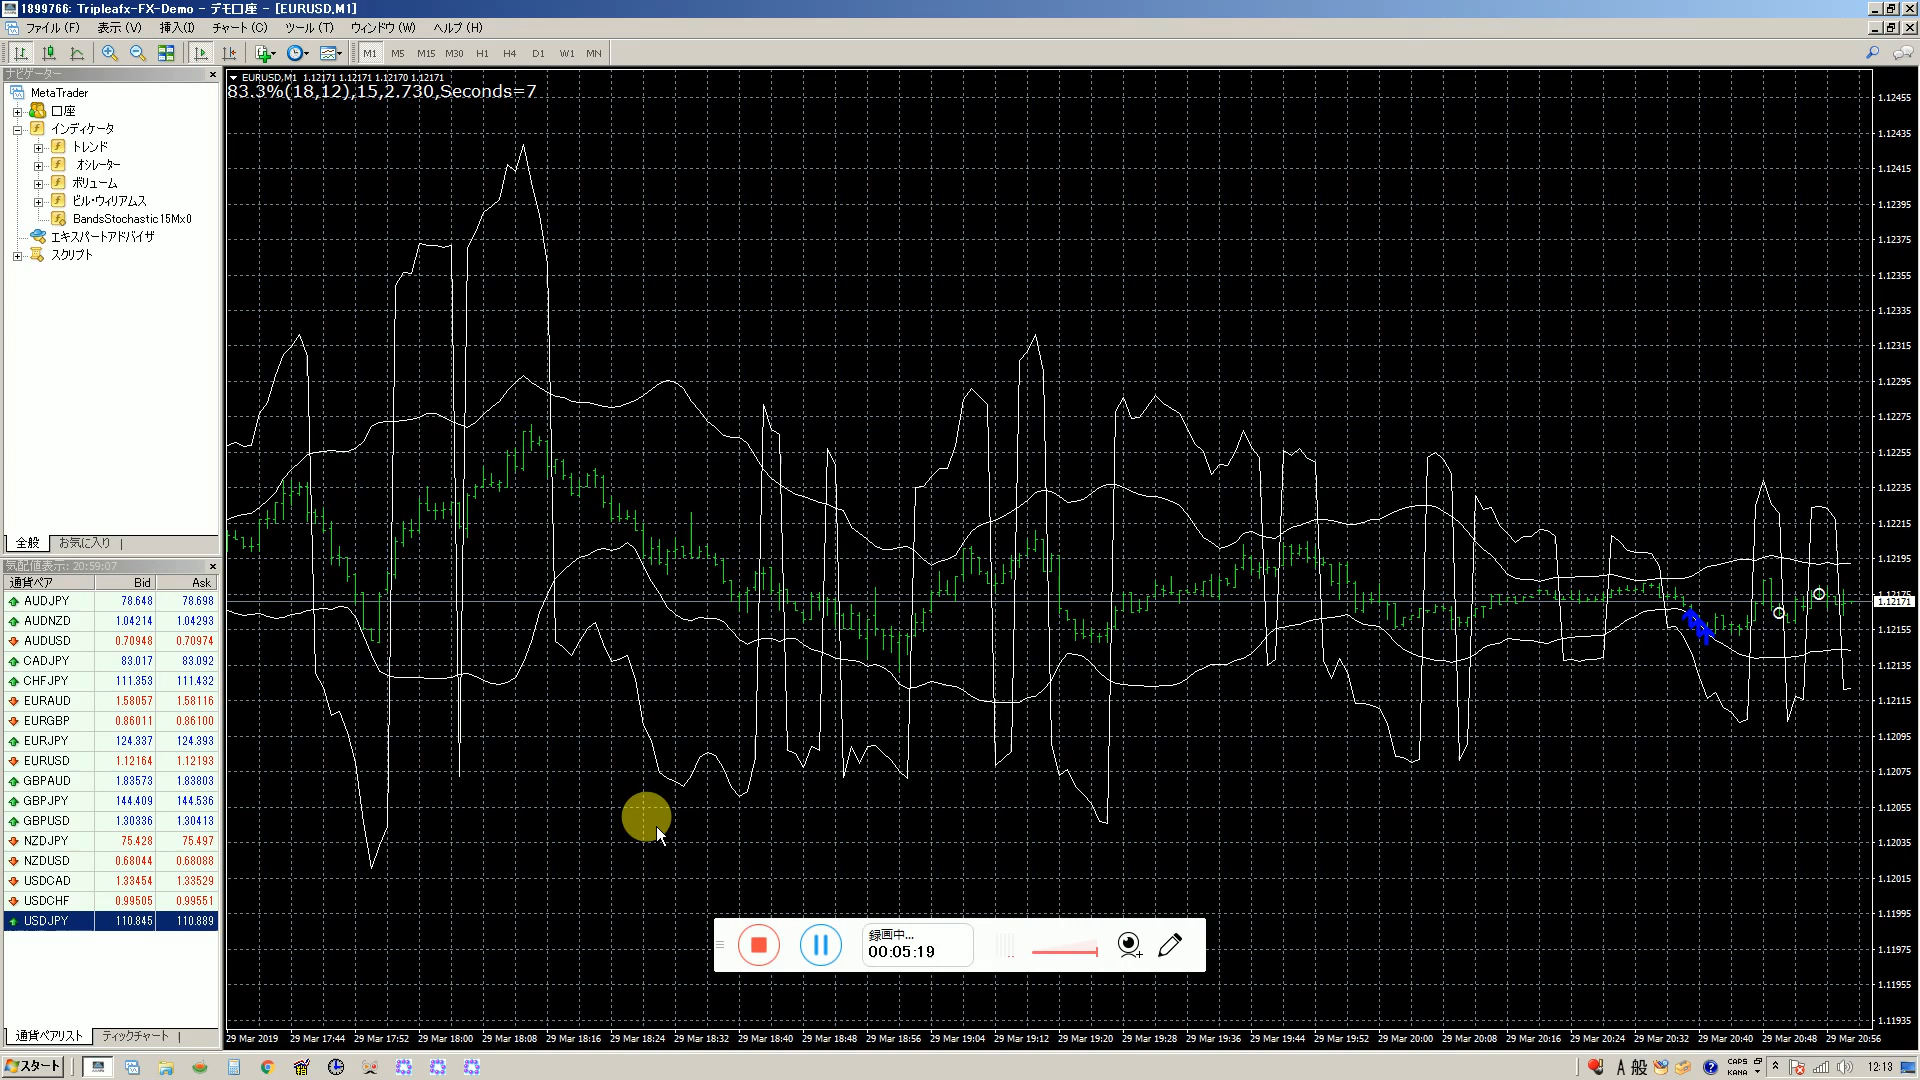 1899766: Tripleafx-FX-Demo - デモ口座 - [EURUSD,M1]
ファイル (F) 表示 (V) 挿入(I) チャート (C) ツール (T) ウィンドウ (W) ヘルプ (H)
M1 M5 M15 M30 H1 H4 D1 W1 MN
ナビゲーター
MetaTrader
口座
インディケータ
トレンド
オシレーター
ボリューム
ビル・ウィリアムス
BandsStochastic15Mx0
エキスパートアドバイザ
スクリプト
全般 お気に入り
気配値表示: 20:59:07
通貨ペア Bid Ask
AUDJPY 78.648 78.698
AUDNZD 1.04214 1.04293
AUDUSD 0.70948 0.70974
CADJPY 83.017 83.092
CHFJPY 111.353 111.432
EURAUD 1.58057 1.58116
EURGBP 0.86011 0.86100
EURJPY 124.337 124.393
EURUSD 1.12164 1.12193
GBPAUD 1.83573 1.83803
GBPJPY 144.409 144.536
GBPUSD 1.30336 1.30413
NZDJPY 75.428 75.497
NZDUSD 0.68044 0.68088
USDCAD 1.33454 1.33529
USDCHF 0.99505 0.99551
USDJPY 110.845 110.889
通貨ペアリスト ティックチャート
EURUSD,M1 1.12171 1.12171 1.12170 1.12171
83.3%(18,12),15,2.730,Seconds=7
1.12455
1.12435
1.12415
1.12395
1.12375
1.12355
1.12335
1.12315
1.12295
1.12275
1.12255
1.12235
1.12215
1.12195
1.12175
1.12171
1.12155
1.12135
1.12115
1.12095
1.12075
1.12055
1.12035
1.12015
1.11995
1.11975
1.11955
1.11935
録画中...
00:05:19
29 Mar 2019 29 Mar 17:44 29 Mar 17:52 29 Mar 18:00 29 Mar 18:08 29 Mar 18:16 29 Mar 18:24 29 Mar 18:32 29 Mar 18:40 29 Mar 18:48 29 Mar 18:56 29 Mar 19:04 29 Mar 19:12 29 Mar 19:20 29 Mar 19:28 29 Mar 19:36 29 Mar 19:44 29 Mar 19:52 29 Mar 20:00 29 Mar 20:08 29 Mar 20:16 29 Mar 20:24 29 Mar 20:32 29 Mar 20:40 29 Mar 20:48 29 Mar 20:56
スタート
A 般 CAPS KANA 12:13